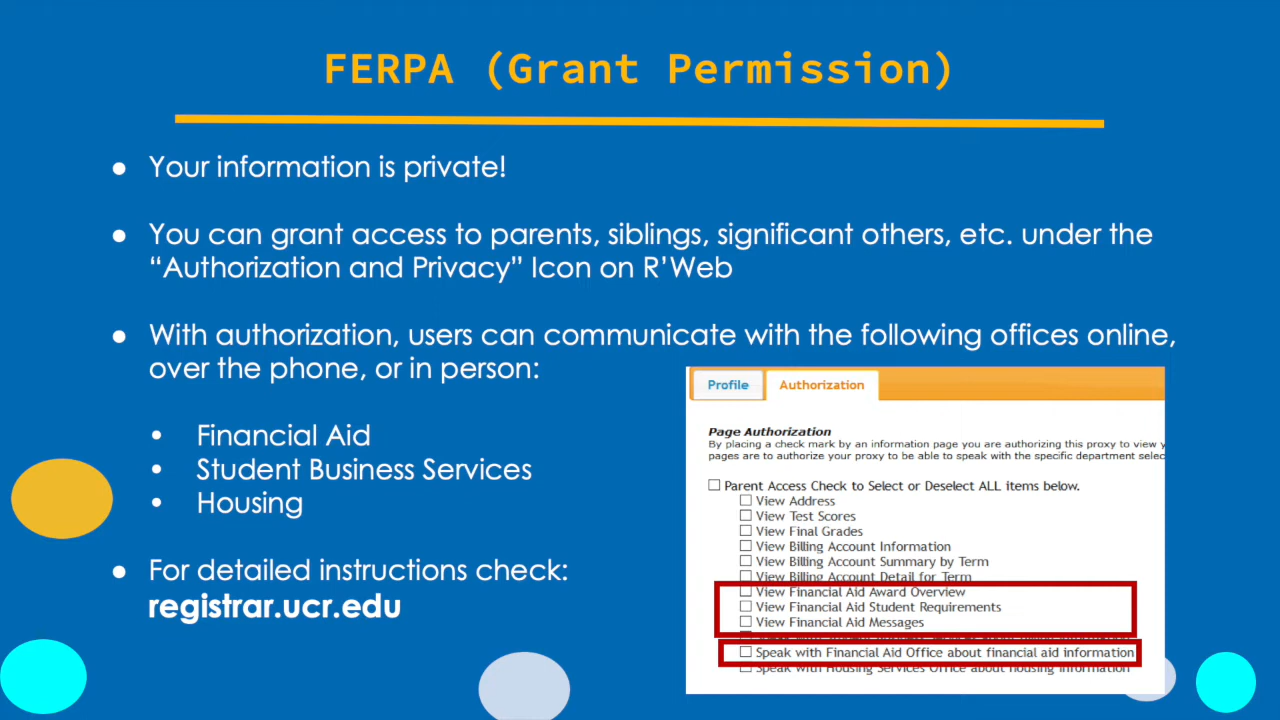 FERPA (Grant Permission)
● Your information is private!
● You can grant access to parents, siblings, significant others, etc. under the
“Authorization and Privacy” Icon on R’Web
● With authorization, users can communicate with the following offices online,
over the phone, or in person:
• Financial Aid
• Student Business Services
• Housing
● For detailed instructions check:
registrar.ucr.edu
Profile Authorization
Page Authorization
By placing a check mark by an information page you are authorizing this proxy to view
pages are to authorize your proxy to be able to speak with the specific department selec
Parent Access Check to Select or Deselect ALL items below.
View Address
View Test Scores
View Final Grades
View Billing Account Information
View Billing Account Summary by Term
View Billing Account Detail for Term
View Financial Aid Award Overview
View Financial Aid Student Requirements
View Financial Aid Messages
Speak with Financial Aid Office about financial aid information
Speak with Housing Services Office about housing information